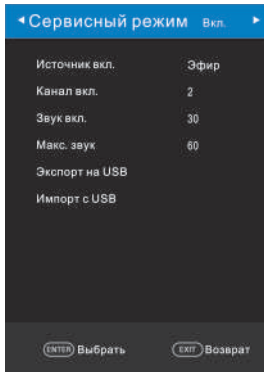 Сервисный режим Вкл.
Источник вкл. Эфир
Канал вкл. 2
Звук вкл. 30
Макс. звук 60
Экспорт на USB
Импорт с USB
ENTER Выбрать EXIT Возврат